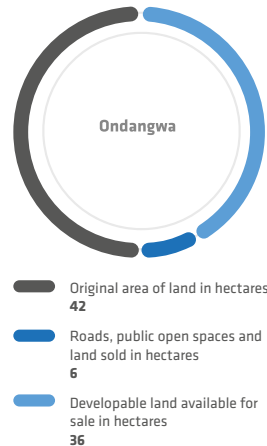 Ondangwa
Original area of land in hectares
42
Roads, public open spaces and
land sold in hectares
6
Developable land available for
sale in hectares
36